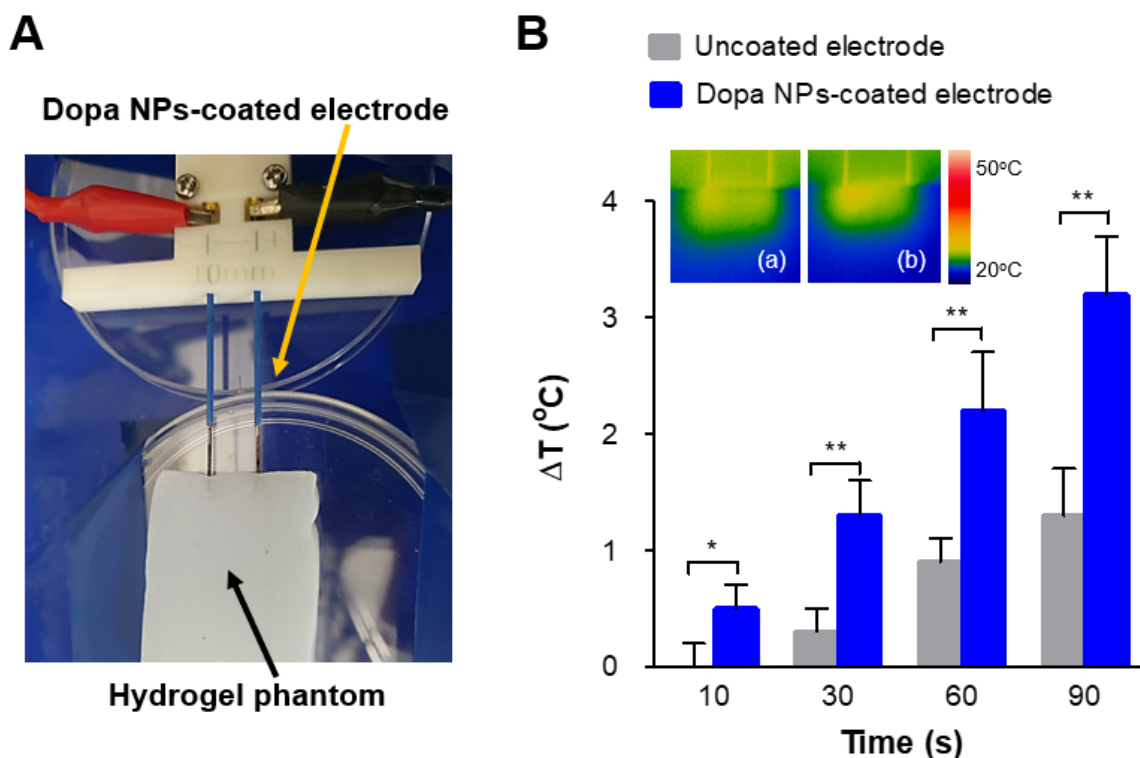 A
Dopa NPs-coated electrode
10mm
Hydrogel phantom
B
Uncoated electrode
Dopa NPs-coated electrode
(a)
(b)
50°C
20°C
ΔT (°C)
4
3
2
1
0
*
**
**
**
10 30 60 90
Time (s)